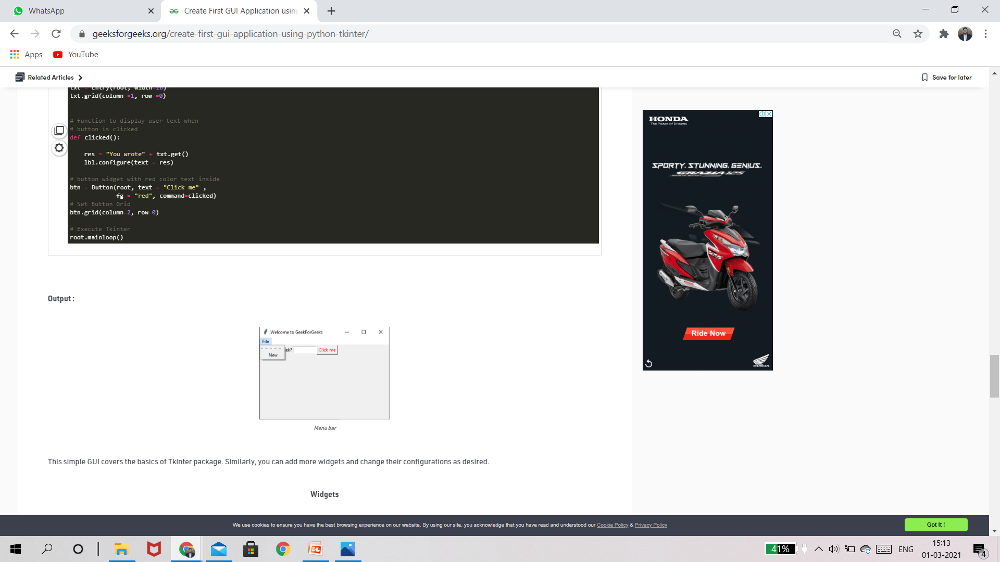 WhatsApp
Create First GUI Application using
geeksforgeeks.org/create-first-gui-application-using-python-tkinter/
Apps
YouTube
Related Articles
Save for later
txt = Entry(root, width=10)
txt.grid(column =1, row =0)
# function to display user text when
# button is clicked
def clicked():
res = "You wrote" + txt.get()
lbl.configure(text = res)
# button widget with red color text inside
btn = Button(root, text = "Click me" ,
fg = "red", command=clicked)
# Set Button Grid
btn.grid(column=2, row=0)
# Execute Tkinter
root.mainloop()
Output :
Welcome to GeekForGeeks
File
ek?
Click me
New
Menu bar
This simple GUI covers the basics of Tkinter package. Similarly, you can add more widgets and change their configurations as desired.
Widgets
HONDA
The Power of Dreams
SPORTY. STUNNING. GENIUS.
GRAZIA 125
SPORTS EDITION
125
HONDA
Ride Now
HONDA
We use cookies to ensure you have the best browsing experience on our website. By using our site, you acknowledge that you have read and understood our Cookie Policy & Privacy Policy
Got It !
41%
ENG
15:13
01-03-2021
4